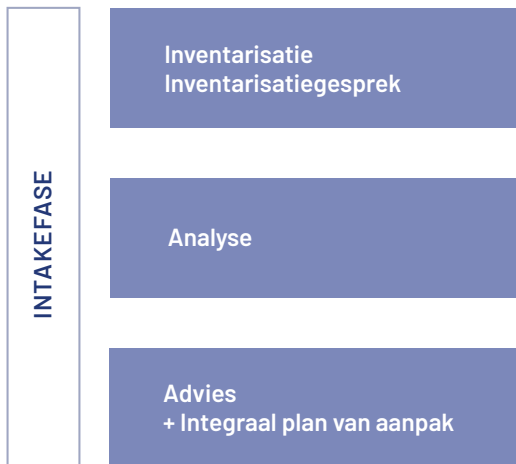 INTAKEFASE
Inventarisatie
Inventarisatiegesprek
Analyse
Advies
+ Integraal plan van aanpak